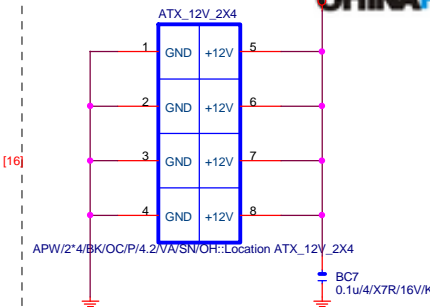 CHINA
ATX_12V_2X4
1 GND +12V 5
2 GND +12V 6
3 GND +12V 7
[16]
4 GND +12V 8
APW/2*4/BK/OC/P/4.2/VA/SN/OH::Location ATX_12V_2X4
BC7
0.1u/4/X7R/16V/K